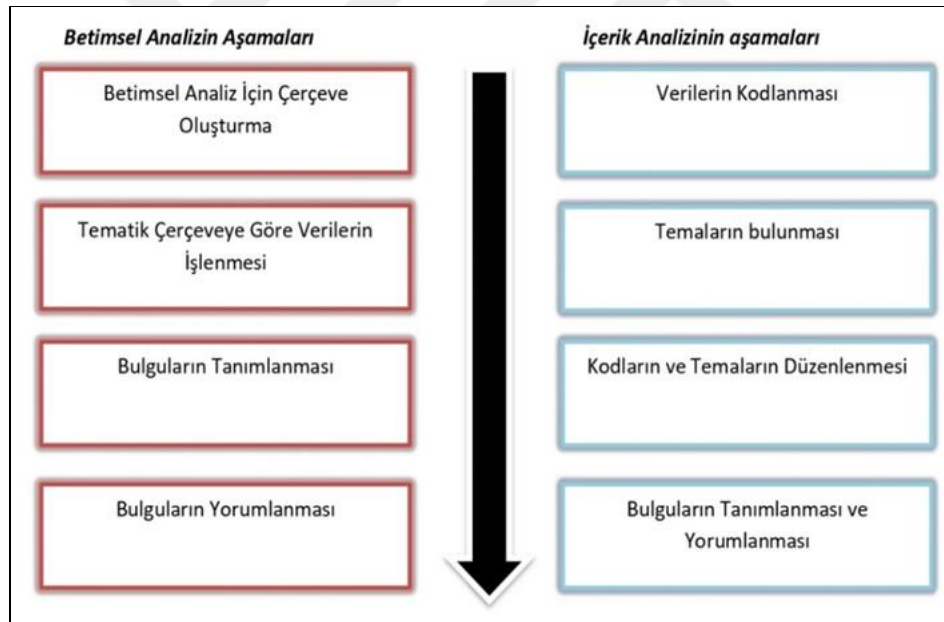 Betimsel Analizin Aşamaları
Betimsel Analiz İçin Çerçeve
Oluşturma
Tematik Çerçeveye Göre Verilerin
İşlenmesi
Bulguların Tanımlanması
Bulguların Yorumlanması
İçerik Analizinin aşamaları
Verilerin Kodlanması
Temaların bulunması
Kodların ve Temaların Düzenlenmesi
Bulguların Tanımlanması ve
Yorumlanması